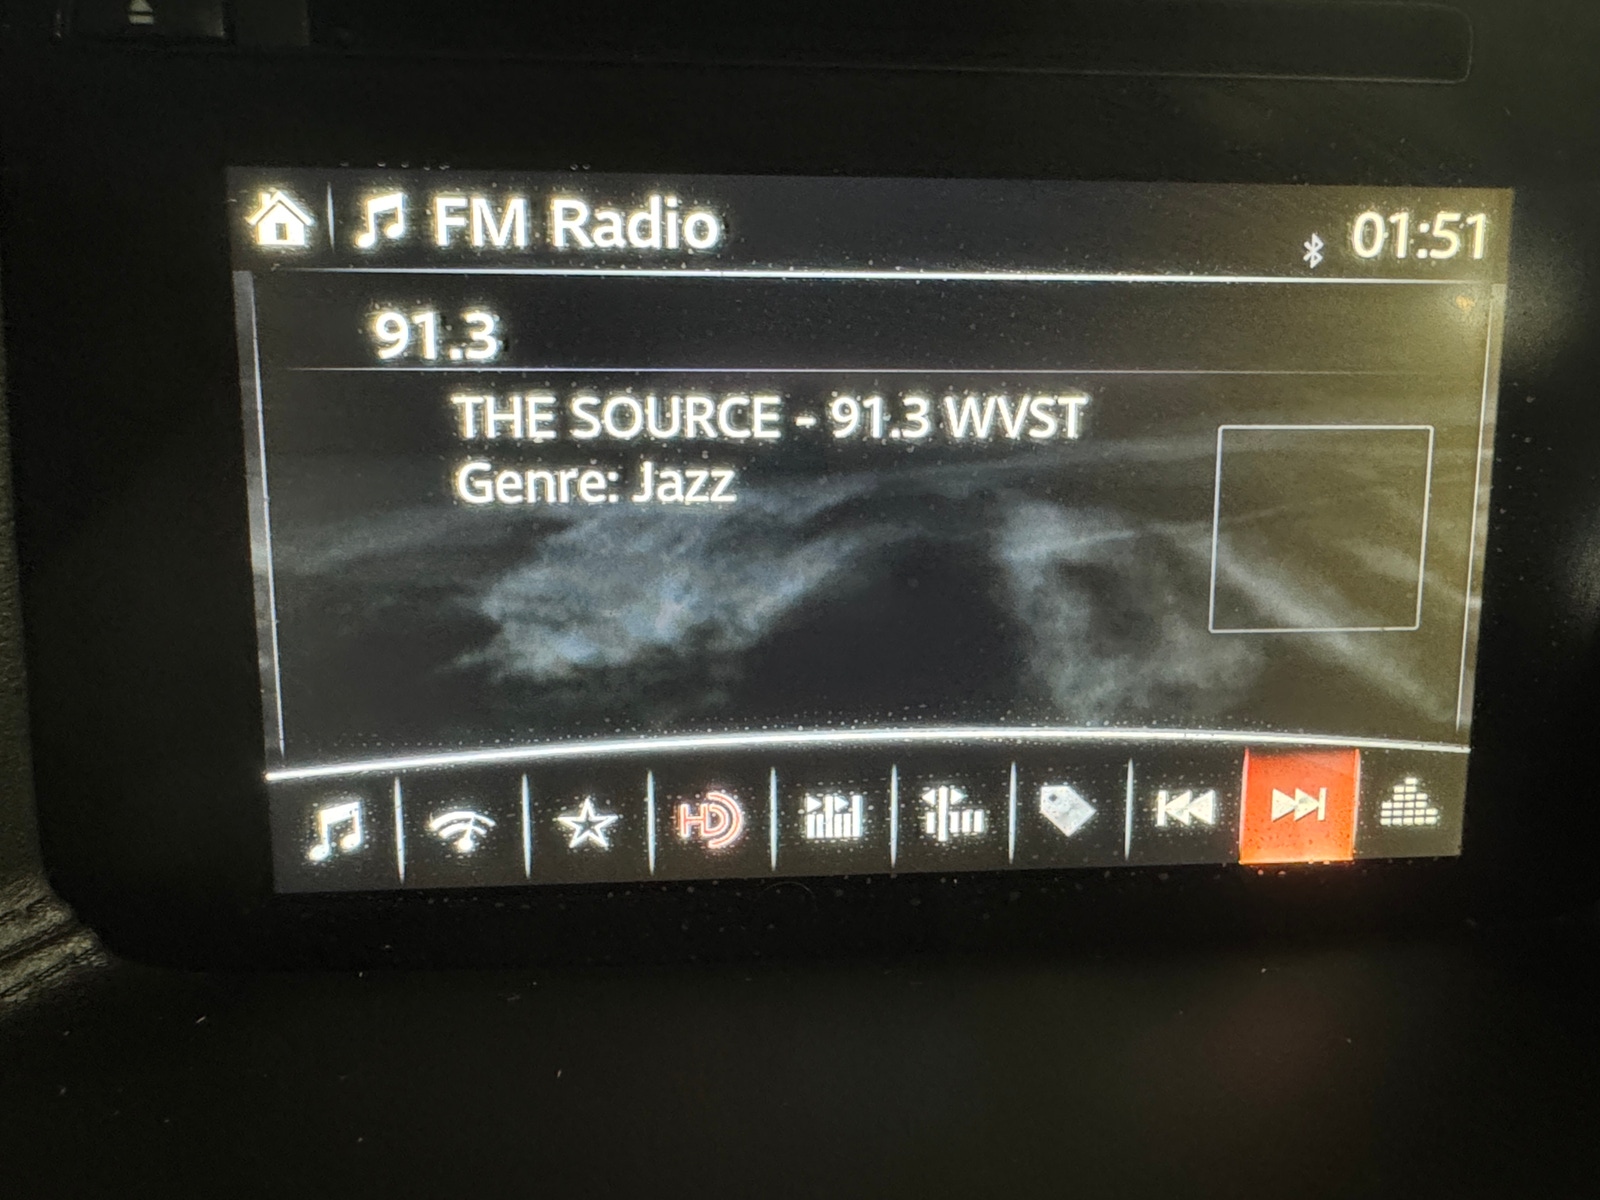 FM Radio
01:51
91.3
THE SOURCE - 91.3 WVST
Genre: Jazz
HD